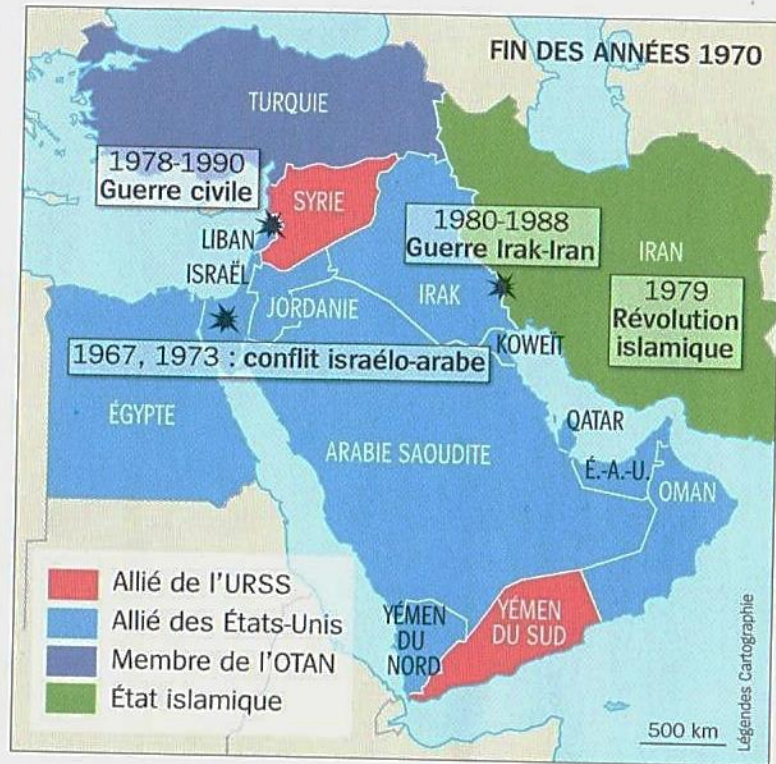 FIN DES ANNÉES 1970
TURQUIE
1978-1990
Guerre civile
SYRIE
LIBAN
ISRAËL
JORDANIE
IRAK
1980-1988
Guerre Irak-Iran
IRAN
1979
Révolution
islamique
KOWEÏT
1967, 1973 : conflit israélo-arabe
ÉGYPTE
ARABIE SAOUDITE
QATAR
É.-A.-U.
OMAN
YÉMEN
DU
NORD
YÉMEN
DU SUD
Allié de l'URSS
Allié des États-Unis
Membre de l'OTAN
État islamique
500 km
Légendes Cartographie